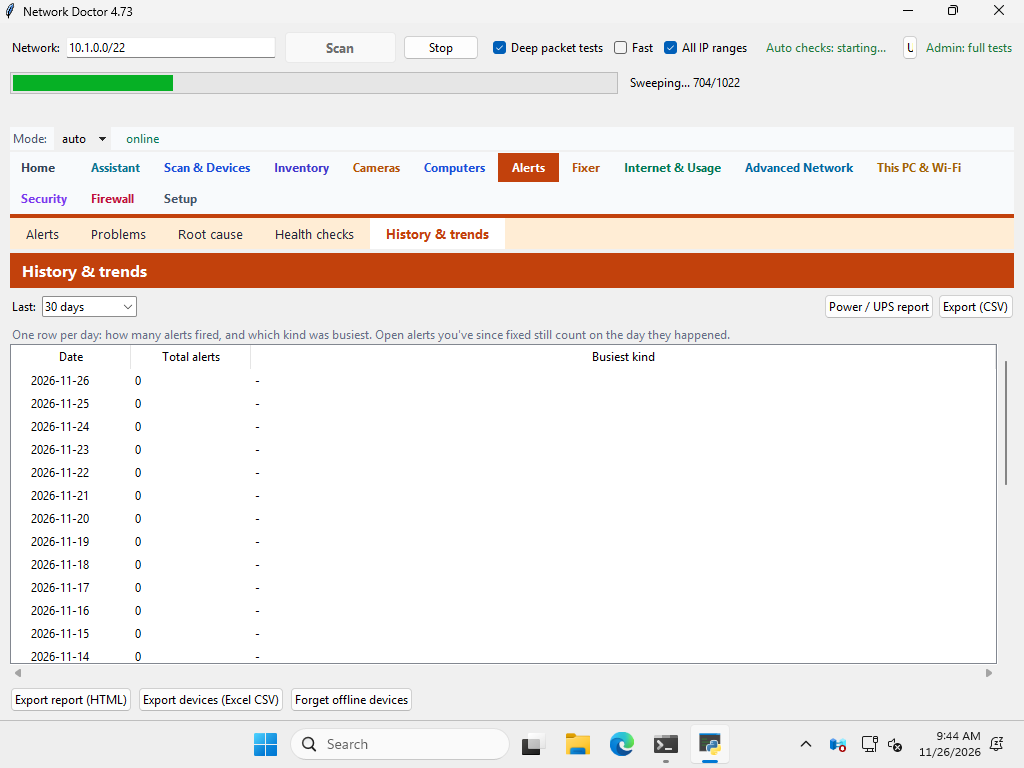 Network Doctor 4.73
Network: 10.1.0.0/22 Scan Stop Deep packet tests Fast All IP ranges Auto checks: starting... Admin: full tests
Sweeping... 704/1022
Mode: auto online
Home Assistant Scan & Devices Inventory Cameras Computers Alerts Fixer Internet & Usage Advanced Network This PC & Wi-Fi
Security Firewall Setup
Alerts Problems Root cause Health checks History & trends
History & trends
Last: 30 days Power / UPS report Export (CSV)
One row per day: how many alerts fired, and which kind was busiest. Open alerts you've since fixed still count on the day they happened.
Date Total alerts Busiest kind
2026-11-26 0 -
2026-11-25 0 -
2026-11-24 0 -
2026-11-23 0 -
2026-11-22 0 -
2026-11-21 0 -
2026-11-20 0 -
2026-11-19 0 -
2026-11-18 0 -
2026-11-17 0 -
2026-11-16 0 -
2026-11-15 0 -
2026-11-14 0 -
Export report (HTML) Export devices (Excel CSV) Forget offline devices
Search
9:44 AM
11/26/2026